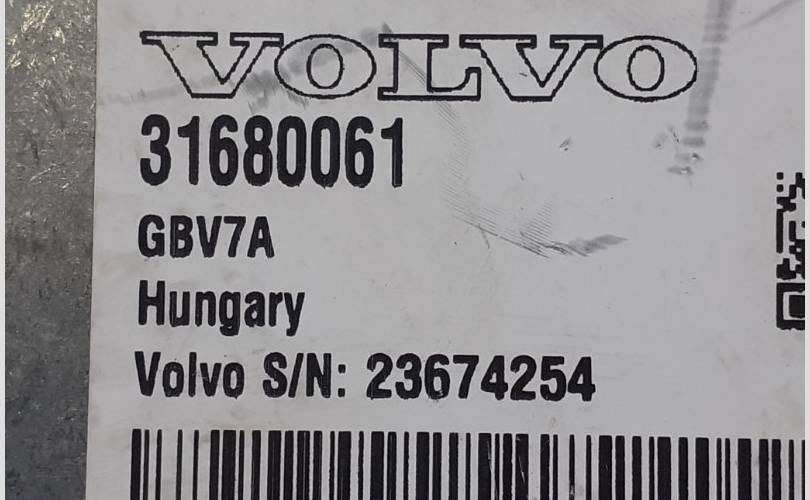 VOLVO
31680061
GBV7A
Hungary
Volvo S/N: 23674254